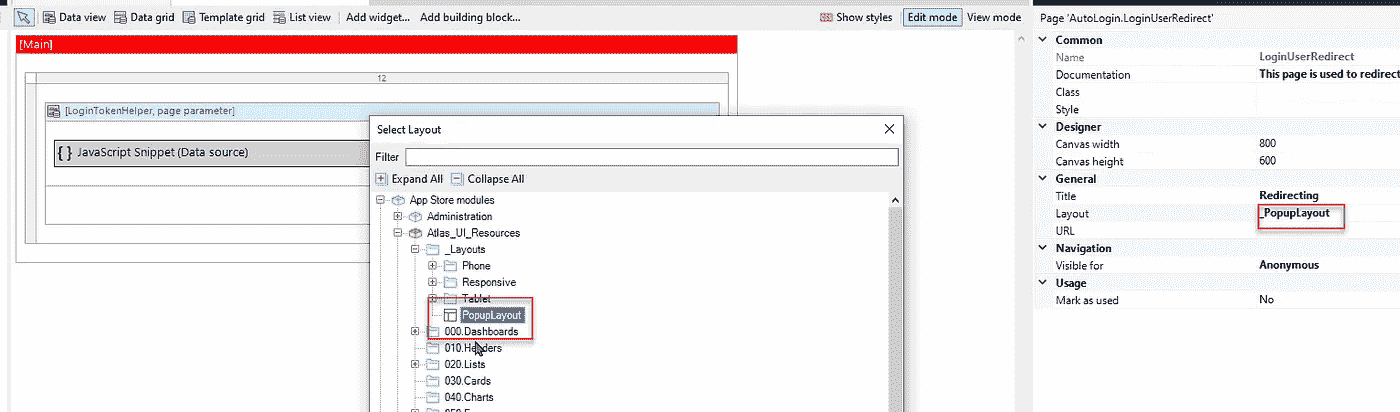 Data view Data grid Template grid List view Add widget... Add building block... Show styles Edit mode View mode
[Main]
12
[LoginTokenHelper, page parameter]
{ } JavaScript Snippet (Data source)
Select Layout
Filter
Expand All Collapse All
App Store modules
Administration
Atlas_UI_Resources
_Layouts
Phone
Responsive
Tablet
PopupLayout
000.Dashboards
010.Headers
020.Lists
030.Cards
040.Charts
Page 'AutoLogin.LoginUserRedirect'
Common
Name LoginUserRedirect
Documentation This page is used to redirect
Class
Style
Designer
Canvas width 800
Canvas height 600
General
Title Redirecting
Layout _PopupLayout
URL
Navigation
Visible for Anonymous
Usage
Mark as used No